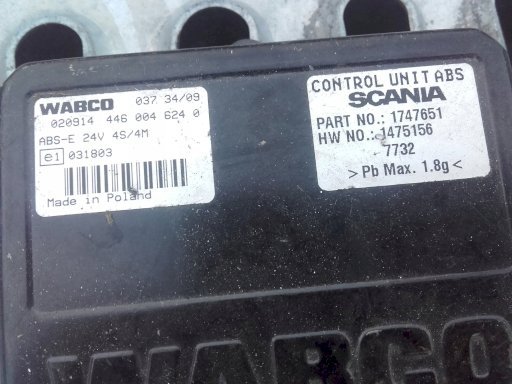 WABCO 037 34/09
020914 446 004 624 0
ABS-E 24V 4S/4M
e1 031803
Made in Poland
CONTROL UNIT ABS
SCANIA
PART NO.: 1747651
HW NO.: 1475156
7732
>Pb Max. 1.8g<
WABCO